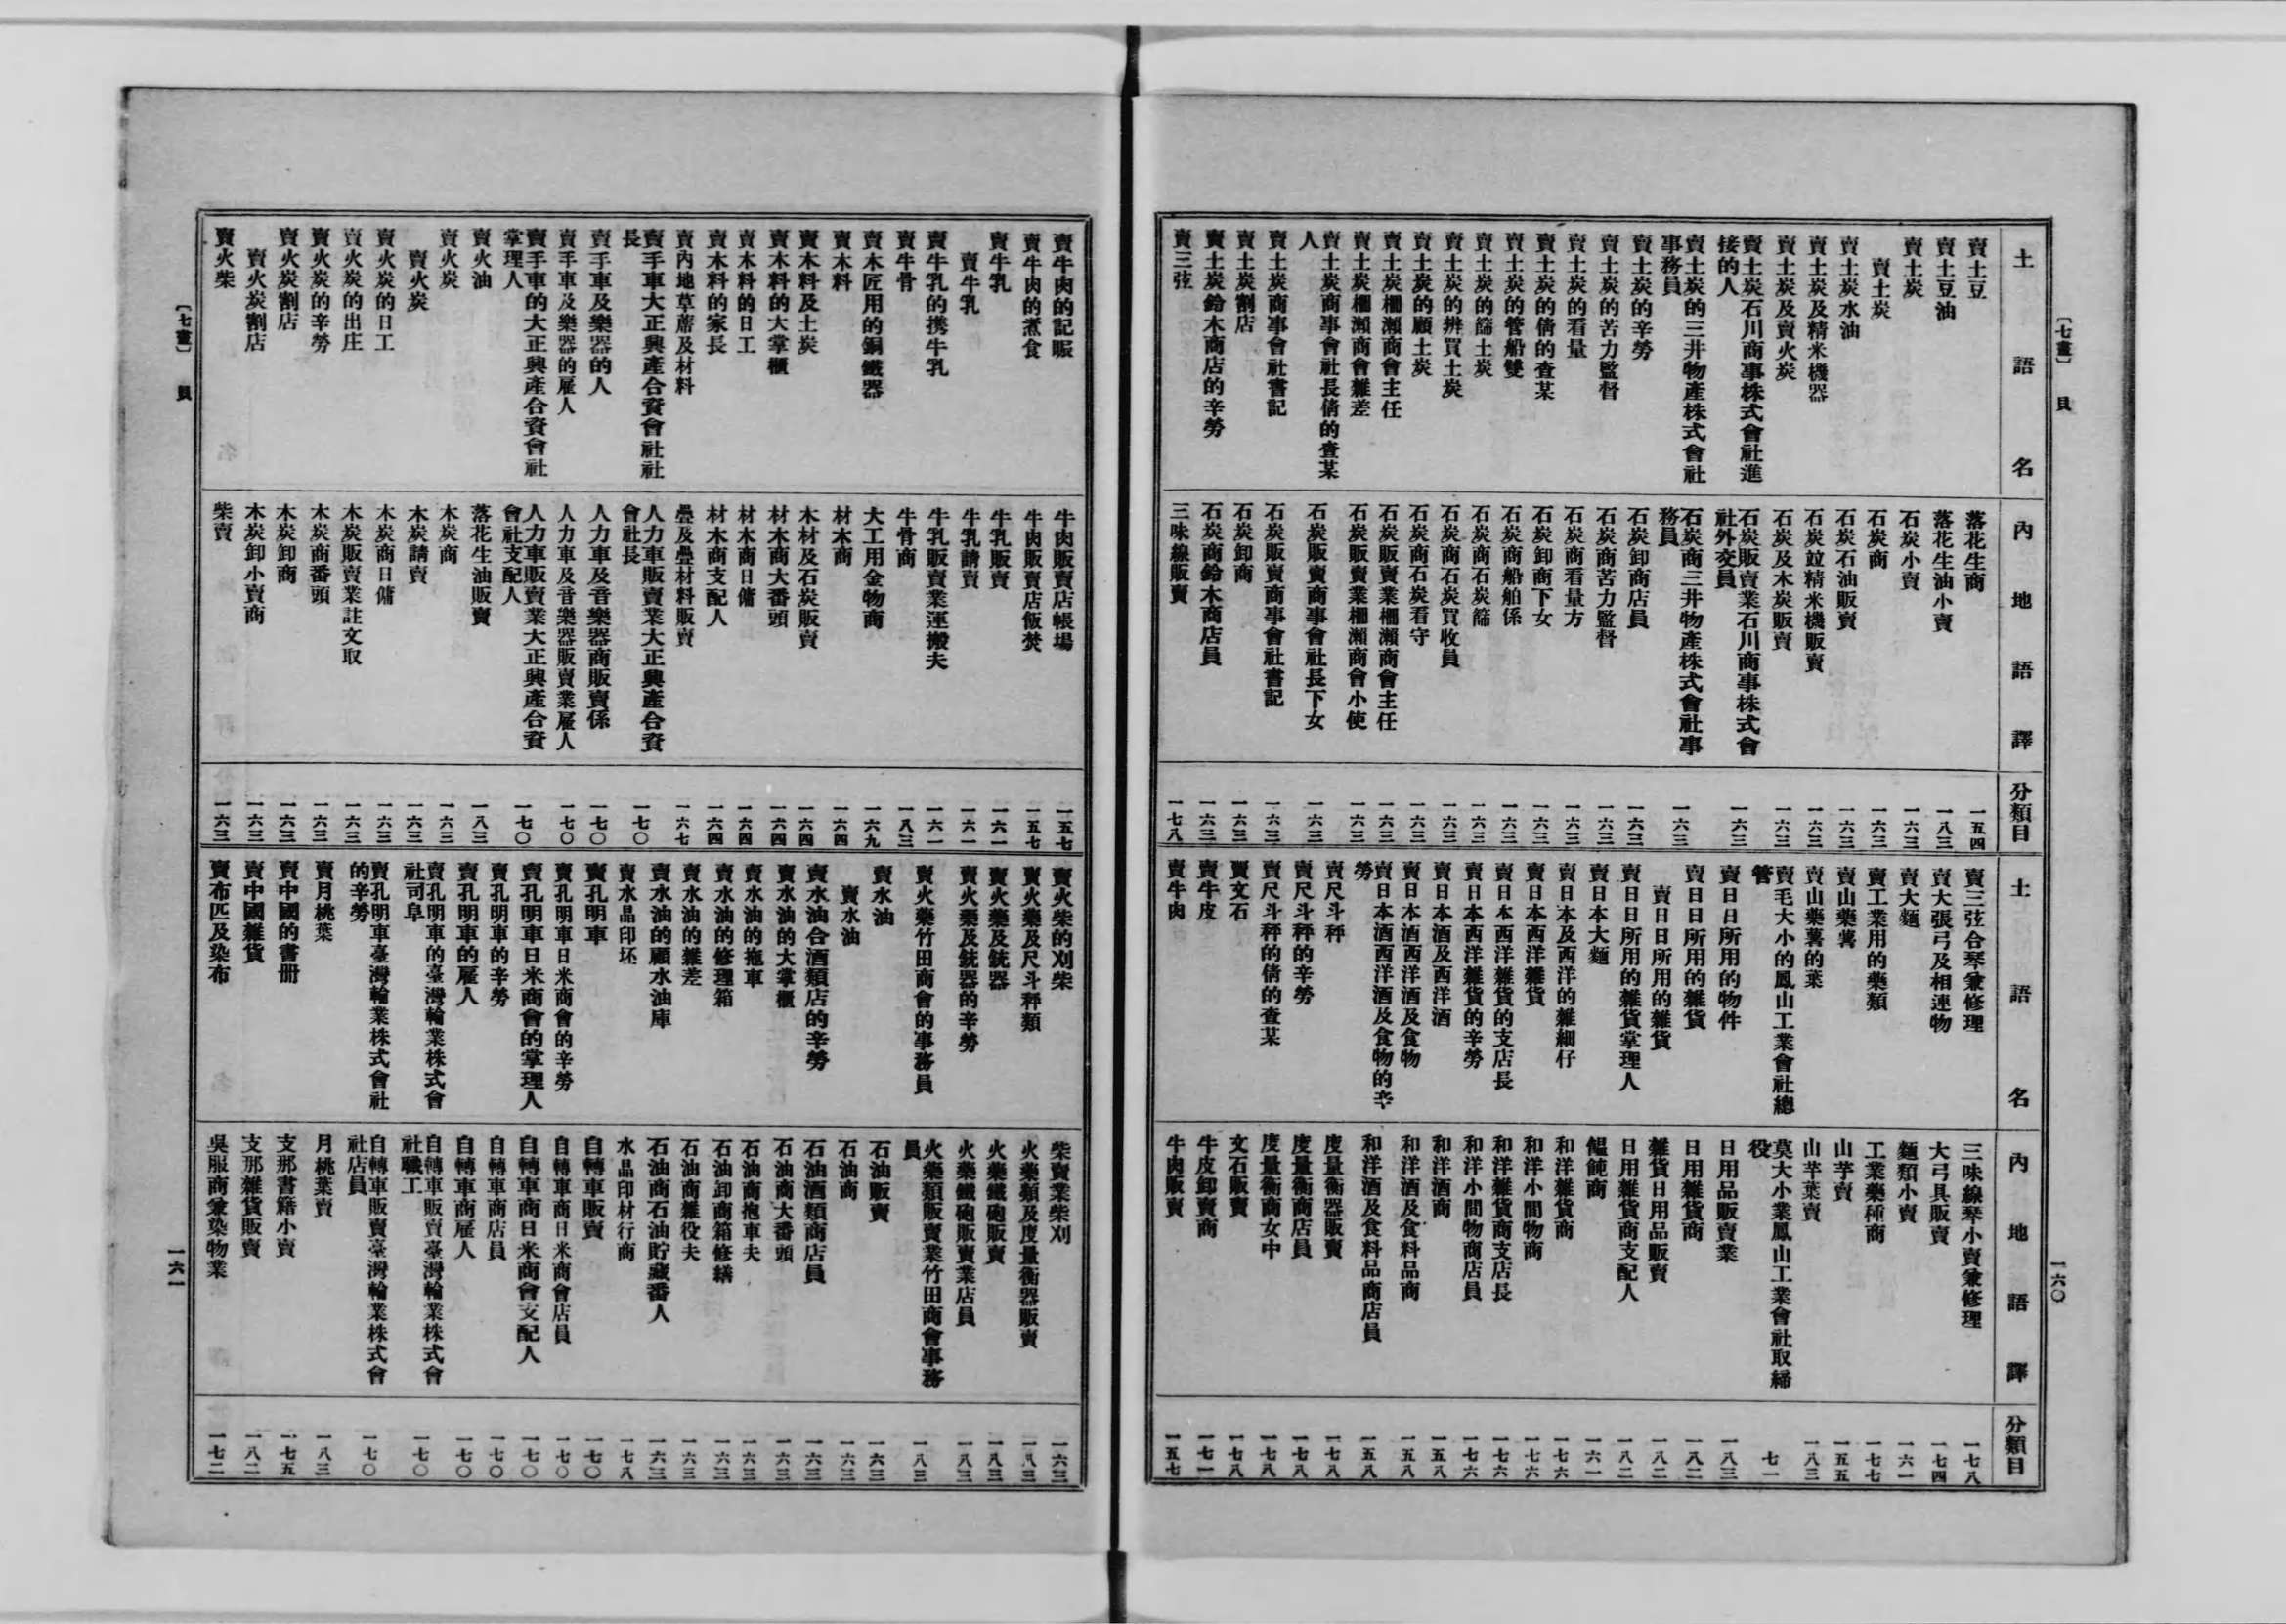 〔七畫〕 貝 一六〇
土語名 內地語譯 分類目
賣土豆 落花生商 一五四
賣土豆油 落花生油小賣 一八三
賣土炭 石炭小賣 一六三
賣土炭 石炭商 一六三
賣土炭水油 石炭石油販賣 一六三
賣土炭及精米機器 石炭竝精米機販賣 一六三
賣土炭及賣火炭 石炭及木炭販賣 一六三
賣土炭石川商事株式會社進接的人 石炭販賣業石川商事株式會社外交員 一六三
賣土炭的三井物產株式會社事務員 石炭商三井物產株式會社事務員 一六三
賣土炭的辛勞 石炭卸商店員 一六三
賣土炭的苦力監督 石炭商苦力監督 一六三
賣土炭的看量 石炭商看量方 一六三
賣土炭的倩的查某 石炭卸商下女 一六三
賣土炭的管船雙 石炭商船舶係 一六三
賣土炭的篩土炭 石炭商石炭篩 一六三
賣土炭的辨買土炭 石炭商石炭買收員 一六三
賣土炭的顧土炭 石炭商石炭看守 一六三
賣土炭柵瀨商會主任 石炭販賣業柵瀨商會主任 一六三
賣土炭柵瀨商會雜差 石炭販賣業柵瀨商會小使 一六三
賣土炭商事會社長倩的查某人 石炭販賣商事會社長下女 一六三
賣土炭商事會社書記 石炭販賣商事會社書記 一六三
賣土炭割店 石炭卸商 一六三
賣土炭鈴木商店的辛勞 石炭商鈴木商店員 一六三
賣三弦 三味線販賣 一七八
土語名 內地語譯 分類目
賣三弦合琴兼修理 三味線琴小賣兼修理 一七八
賣大張弓及相連物 大弓具販賣 一七四
賣大麵 麵類小賣 一六一
賣工業用的藥類 工業藥種商 一七七
賣山藥薯 山芋賣 一五五
賣山藥薯的葉 山芋葉賣 一八三
賣毛大小的鳳山工業會社總管 莫大小業鳳山工業會社取締役 七一
賣日日所用的物件 日用品販賣業 一八三
賣日日所用的雜貨 日用雜貨商 一八二
賣日日所用的雜貨 雜貨日用品販賣 一八二
賣日日所用的雜貨掌理人 日用雜貨商支配人 一八二
賣日本大麵 饂飩商 一六一
賣日本及西洋的雜細仔 和洋雜貨商 一七六
賣日本西洋雜貨 和洋小間物商 一七六
賣日本西洋雜貨的支店長 和洋雜貨商支店長 一七六
賣日本西洋雜貨的辛勞 和洋小間物商店員 一七六
賣日本酒及西洋酒 和洋酒商 一五八
賣日本酒西洋酒及食物 和洋酒及食料品商 一五八
賣日本酒西洋酒及食物的辛勞 和洋酒及食料品商店員 一五八
賣尺斗秤 度量衡器販賣 一七八
賣尺斗秤的辛勞 度量衡商店員 一七八
賣尺斗秤的倩的查某 度量衡商女中 一七八
賣文石 文石販賣 一七八
賣牛皮 牛皮卸賣商 一七一
賣牛肉 牛肉販賣 一五七
賣牛肉的記賬 牛肉販賣店帳場 一五七
賣牛肉的煮食 牛肉販賣店飯焚 一五七
賣牛乳 牛乳販賣 一六一
賣牛乳 牛乳請賣 一六一
賣牛乳的携牛乳 牛乳販賣業運搬夫 一六一
賣牛骨 牛骨商 一八三
賣木匠用的銅鐵器 大工用金物商 一六九
賣木料 材木商 一六四
賣木料及土炭 木材及石炭販賣 一六四
賣木料的大掌櫃 材木商大番頭 一六四
賣木料的日工 材木商日傭 一六四
賣木料的家長 材木商支配人 一六四
賣內地草蓆及材料 疊及疊材料販賣 一六七
賣手車大正興產合資會社社長 人力車販賣業大正興產合資會社長 一七〇
賣手車及樂器的人 人力車及音樂器商販賣係 一七〇
賣手車及樂器的雇人 人力車及音樂器販賣業雇人 一七〇
賣手車的大正興產合資會社掌理人 人力車販賣業大正興產合資會社支配人 一七〇
賣火油 落花生油販賣 一八三
賣火炭 木炭商 一六三
賣火炭 木炭請賣 一六三
賣火炭的日工 木炭商日傭 一六三
賣火炭的出庄 木炭販賣業註文取 一六三
賣火炭的辛勞 木炭商番頭 一六三
賣火炭割店 木炭卸商 一六三
賣火炭割店 木炭卸小賣商 一六三
賣火柴 柴賣 一六三
賣火柴的刈柴 柴賣業柴刈 一六三
賣火藥及尺斗秤類 火藥類及度量衡器販賣 一八三
賣火藥及銃器 火藥鐵砲販賣 一八三
賣火藥及銃器的辛勞 火藥鐵砲販賣業店員 一八三
賣火藥竹田商會的事務員 火藥類販賣業竹田商會事務員 一八三
賣水油 石油販賣 一六三
賣水油 石油商 一六三
賣水油合酒類店的辛勞 石油酒類商店員 一六三
賣水油的大掌櫃 石油商大番頭 一六三
賣水油的拖車 石油商挽車夫 一六三
賣水油的修理箱 石油卸商箱修繕 一六三
賣水油的雜差 石油商雜役夫 一六三
賣水油的顧水油庫 石油商石油貯藏番人 一六三
賣水晶印坯 水晶印材行商 一七八
賣孔明車 自轉車販賣 一七〇
賣孔明車日米商會的辛勞 自轉車商日米商會店員 一七〇
賣孔明車日米商會的掌理人 自轉車商日米商會支配人 一七〇
賣孔明車的辛勞 自轉車商店員 一七〇
賣孔明車的雇人 自轉車商雇人 一七〇
賣孔明車的臺灣輪業株式會社司阜 自轉車販賣臺灣輪業株式會社職工 一七〇
賣孔明車臺灣輪業株式會社的辛勞 自轉車販賣臺灣輪業株式會社店員 一七〇
賣月桃葉 月桃葉賣 一八三
賣中國的書册 支那書籍小賣 一七五
賣中國雜貨 支那雜貨販賣 一八二
賣布匹及染布 吳服商兼染物業 一七二
〔七畫〕 貝 一六一